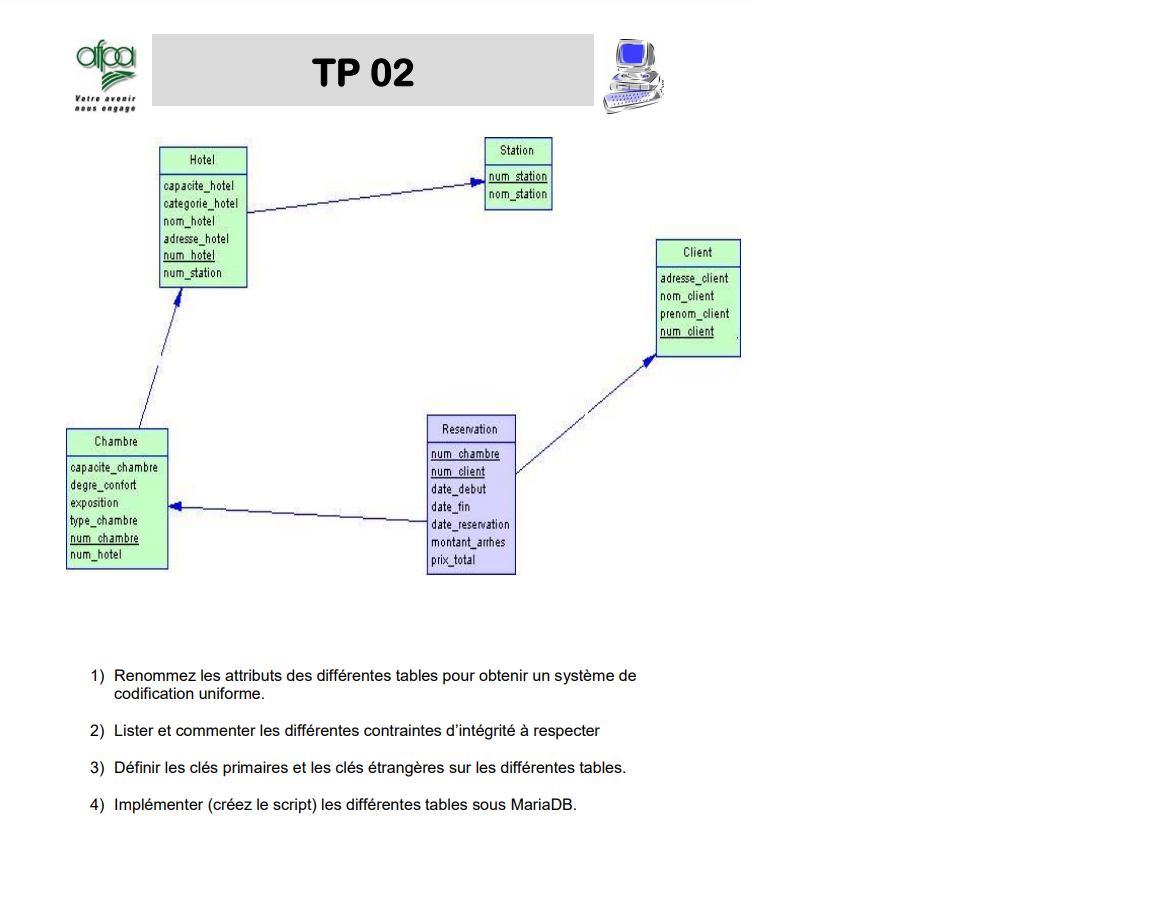 afpa
Votre avenir
nous engage
TP 02
Hotel
capacite_hotel
categorie_hotel
nom_hotel
adresse_hotel
num_hotel
num_station
Station
num_station
nom_station
Client
adresse_client
nom_client
prenom_client
num_client
Chambre
capacite_chambre
degre_confort
exposition
type_chambre
num_chambre
num_hotel
Reservation
num_chambre
num_client
date_debut
date_fin
date_reservation
montant_arrhes
prix_total
1) Renommez les attributs des différentes tables pour obtenir un système de
codification uniforme.
2) Lister et commenter les différentes contraintes d’intégrité à respecter
3) Définir les clés primaires et les clés étrangères sur les différentes tables.
4) Implémenter (créez le script) les différentes tables sous MariaDB.